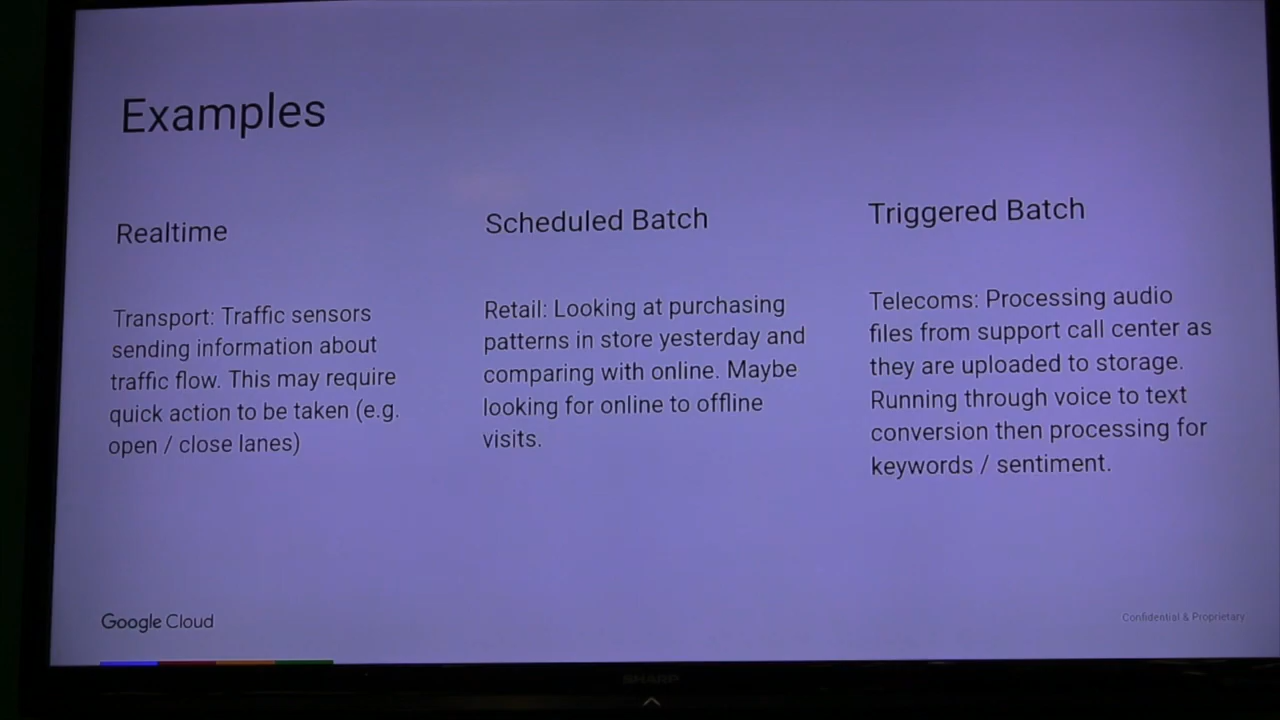 Examples
Realtime
Transport: Traffic sensors
sending information about
traffic flow. This may require
quick action to be taken (e.g.
open / close lanes)
Scheduled Batch
Retail: Looking at purchasing
patterns in store yesterday and
comparing with online. Maybe
looking for online to offline
visits.
Triggered Batch
Telecoms: Processing audio
files from support call center as
they are uploaded to storage.
Running through voice to text
conversion then processing for
keywords / sentiment.
Google Cloud
Confidential & Proprietary
SHARP